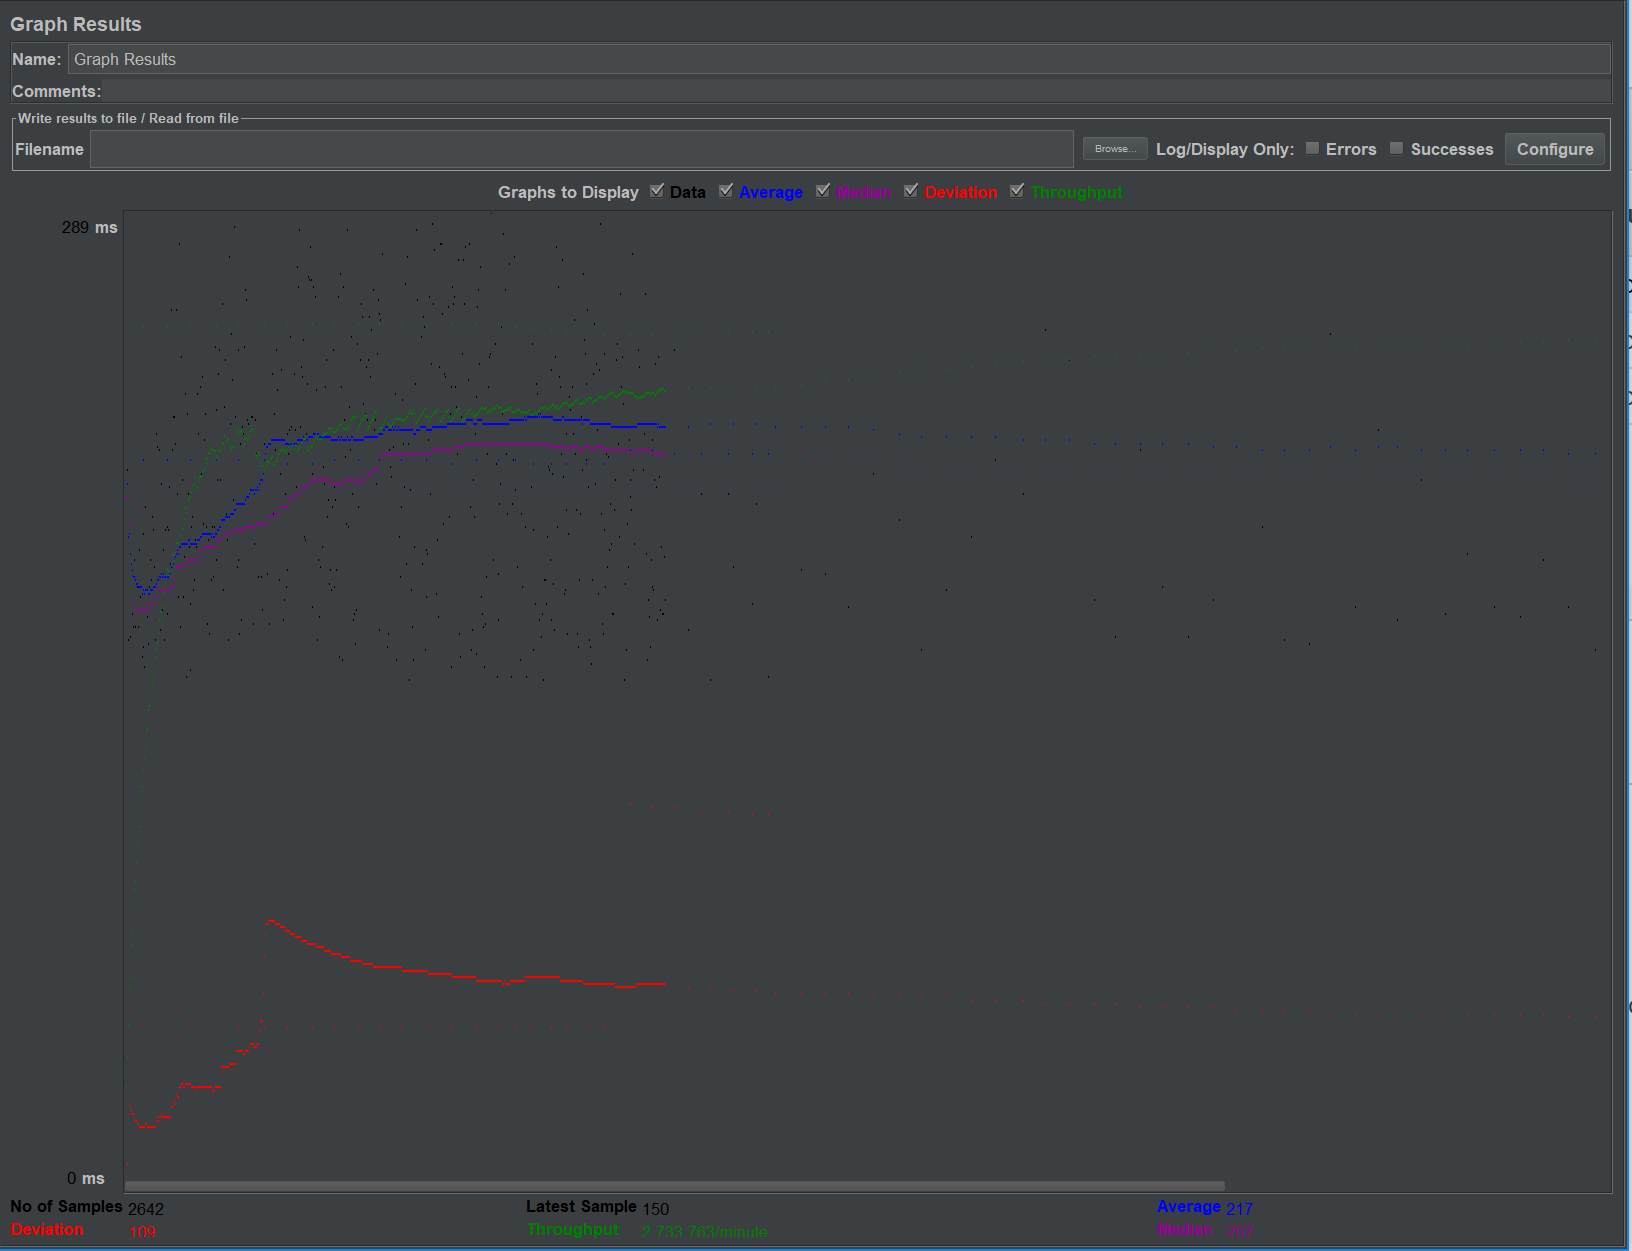 Graph Results
Name: Graph Results
Comments:
Write results to file / Read from file
Filename Browse... Log/Display Only: Errors Successes Configure
Graphs to Display Data Average Median Deviation Throughput
289 ms
0 ms
No of Samples 2642 Latest Sample 150 Average 217
Deviation 109 Throughput 2,733.763/minute Median 207